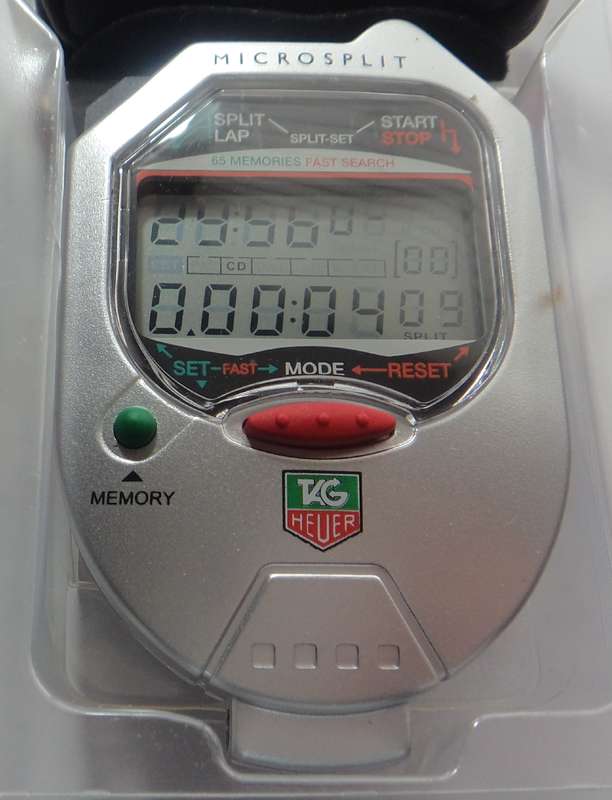 MICROSPLIT
SPLIT START
LAP SPLIT-SET STOP
65 MEMORIES FAST SEARCH
CD [00]
0.00:04 09
SPLIT
SET FAST MODE RESET
MEMORY
TAG
HEUER